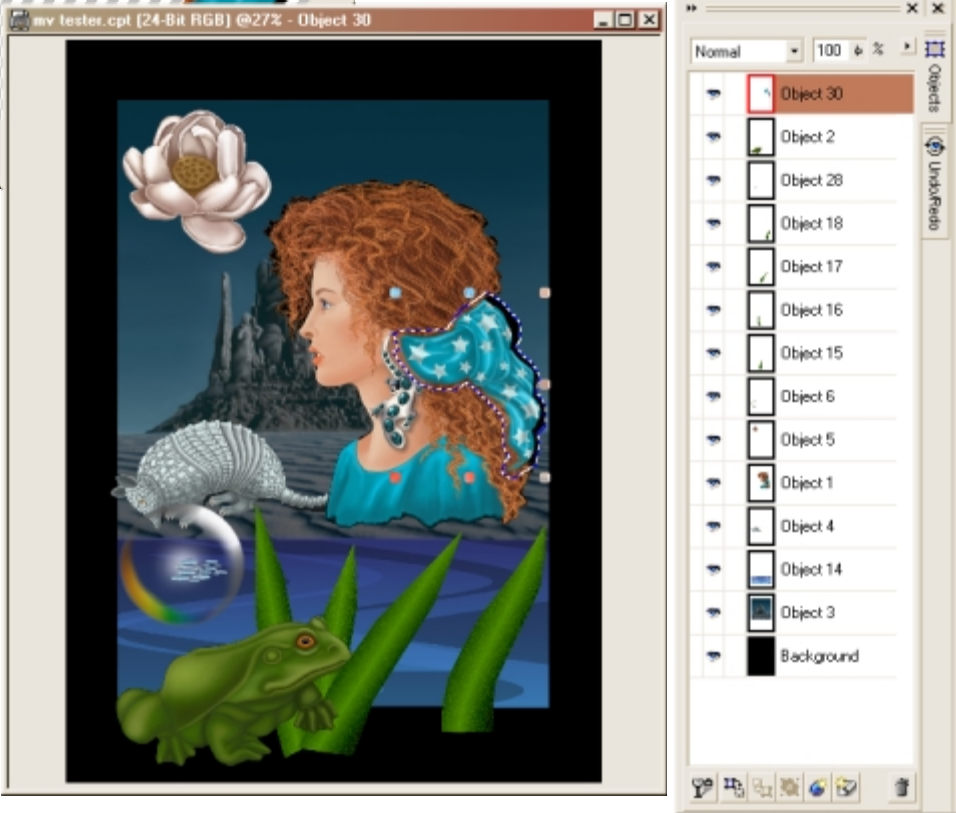 mv tester.cpt (24-Bit RGB) @27% - Object 30
Normal
100
%
Object 30
Object 2
Object 28
Object 18
Object 17
Object 16
Object 15
Object 6
Object 5
Object 1
Object 4
Object 14
Object 3
Background
Objects
Undo/Redo